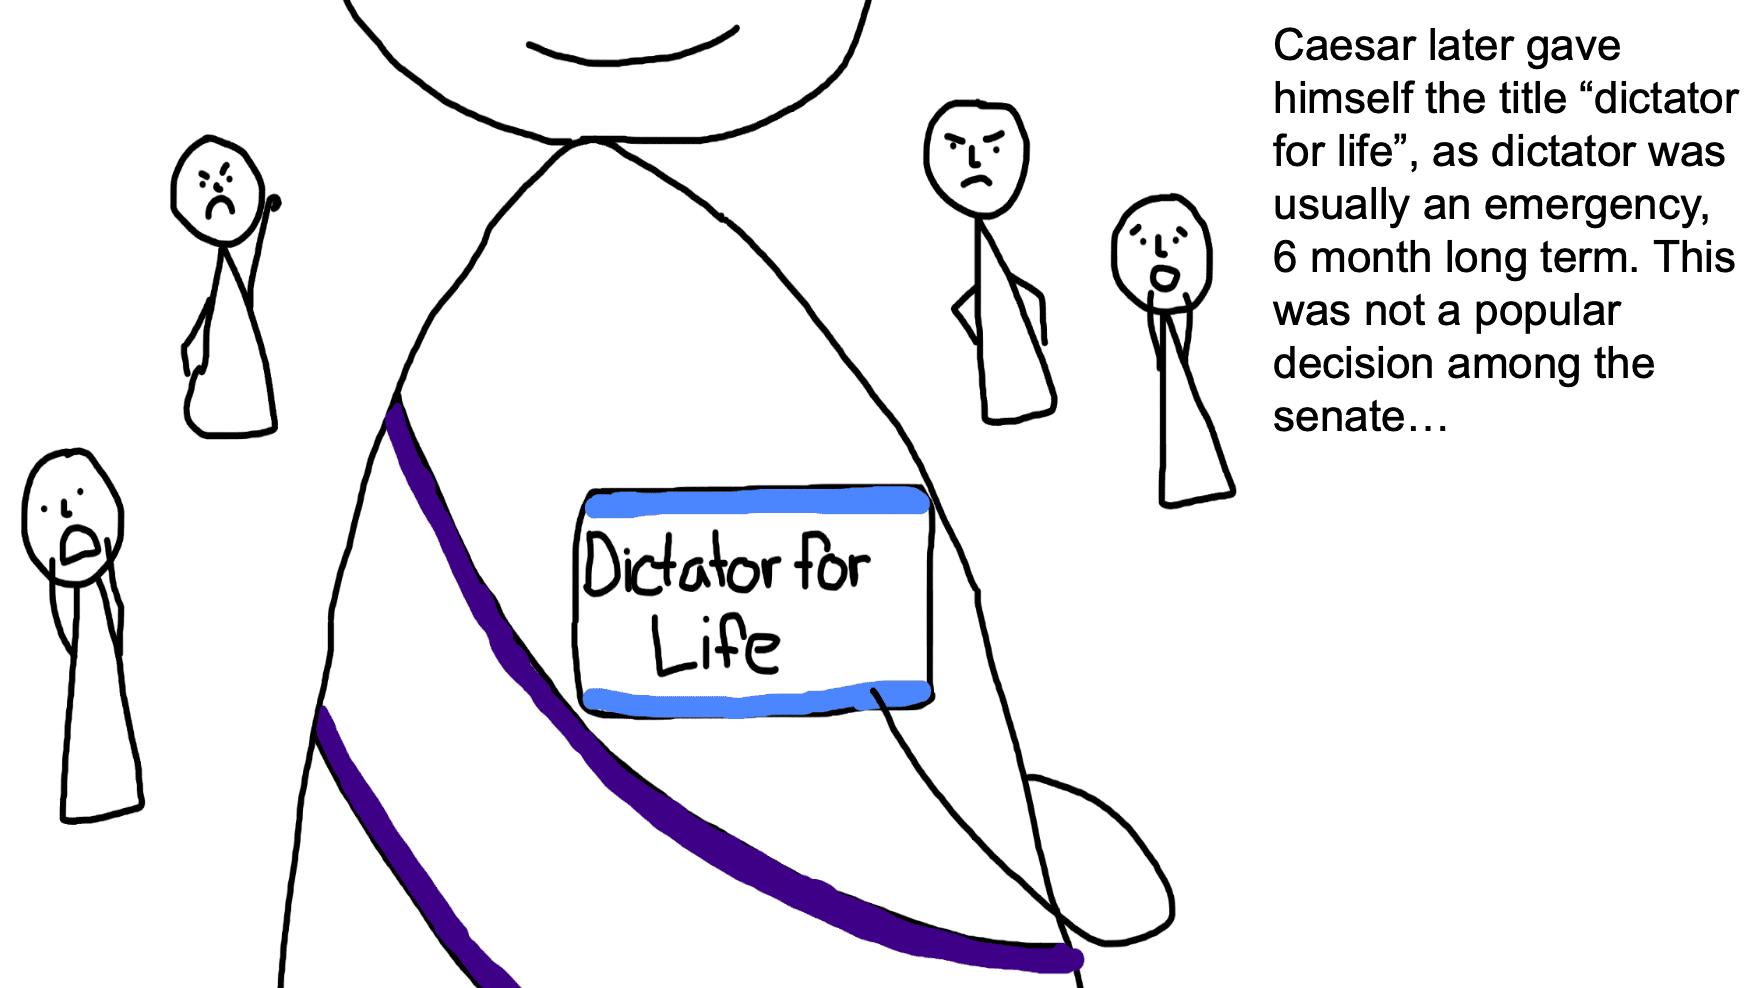 Caesar later gave
himself the title “dictator
for life”, as dictator was
usually an emergency,
6 month long term. This
was not a popular
decision among the
senate…
Dictator for
Life